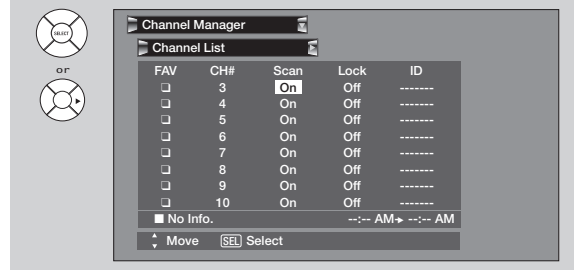 SELECT
or
Channel Manager
Channel List
FAV CH# Scan Lock ID
❏ 3 On Off -------
❏ 4 On Off -------
❏ 5 On Off -------
❏ 6 On Off -------
❏ 7 On Off -------
❏ 8 On Off -------
❏ 9 On Off -------
❏ 10 On Off -------
■ No Info. --:-- AM➔ --:-- AM
Move SEL Select